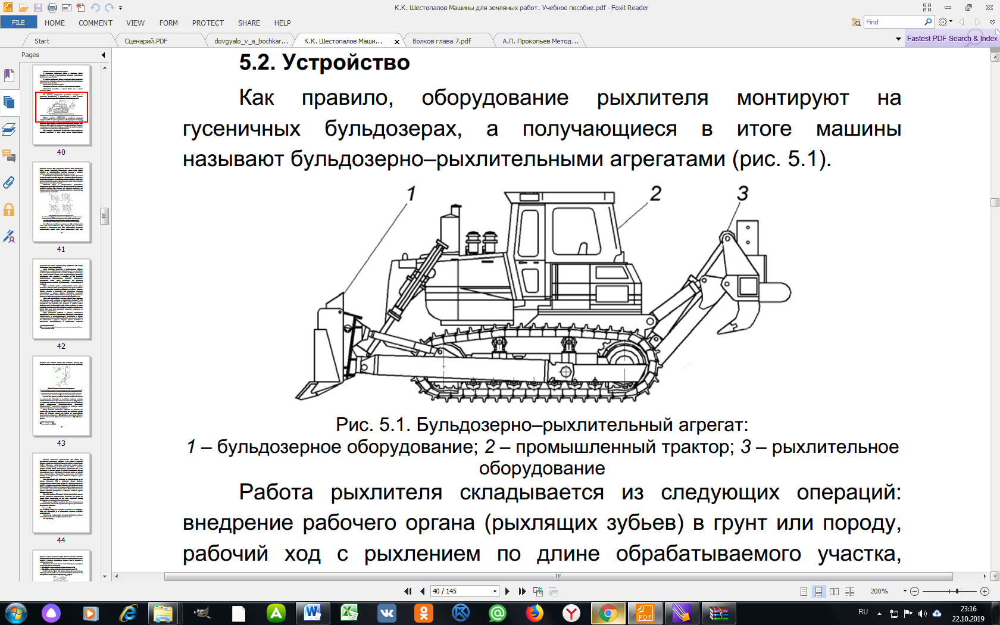 К.К. Шестопалов Машины для земляных работ. Учебное пособие.pdf - Foxit Reader
FILE HOME COMMENT VIEW FORM PROTECT SHARE HELP
Find
Start Сценарий.PDF dovgyalo_v_a_bochkar... К.К. Шестопалов Маши... Волков глава 7.pdf А.П. Прокопьев Метод...
Fastest PDF Search & Index
Pages
40
41
42
43
44
5.2. Устройство
Как правило, оборудование рыхлителя монтируют на
гусеничных бульдозерах, а получающиеся в итоге машины
называют бульдозерно–рыхлительными агрегатами (рис. 5.1).
1 2 3
Рис. 5.1. Бульдозерно–рыхлительный агрегат:
1 – бульдозерное оборудование; 2 – промышленный трактор; 3 – рыхлительное
оборудование
Работа рыхлителя складывается из следующих операций:
внедрение рабочего органа (рыхлящих зубьев) в грунт или породу,
рабочий ход с рыхлением по длине обрабатываемого участка,
40 / 145
200%
RU
23:16
22.10.2019